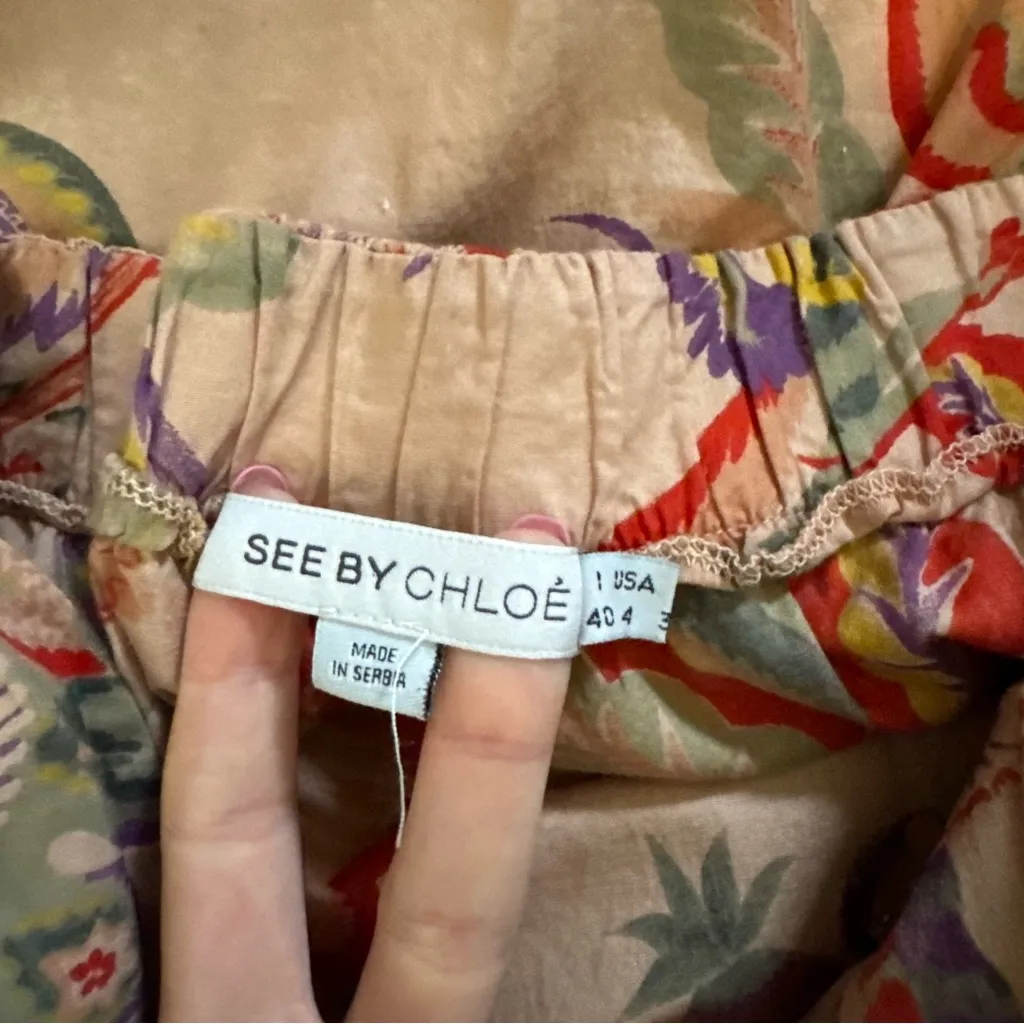 SEE BY CHLOÉ
I USA
40 4
MADE
IN SERBIA